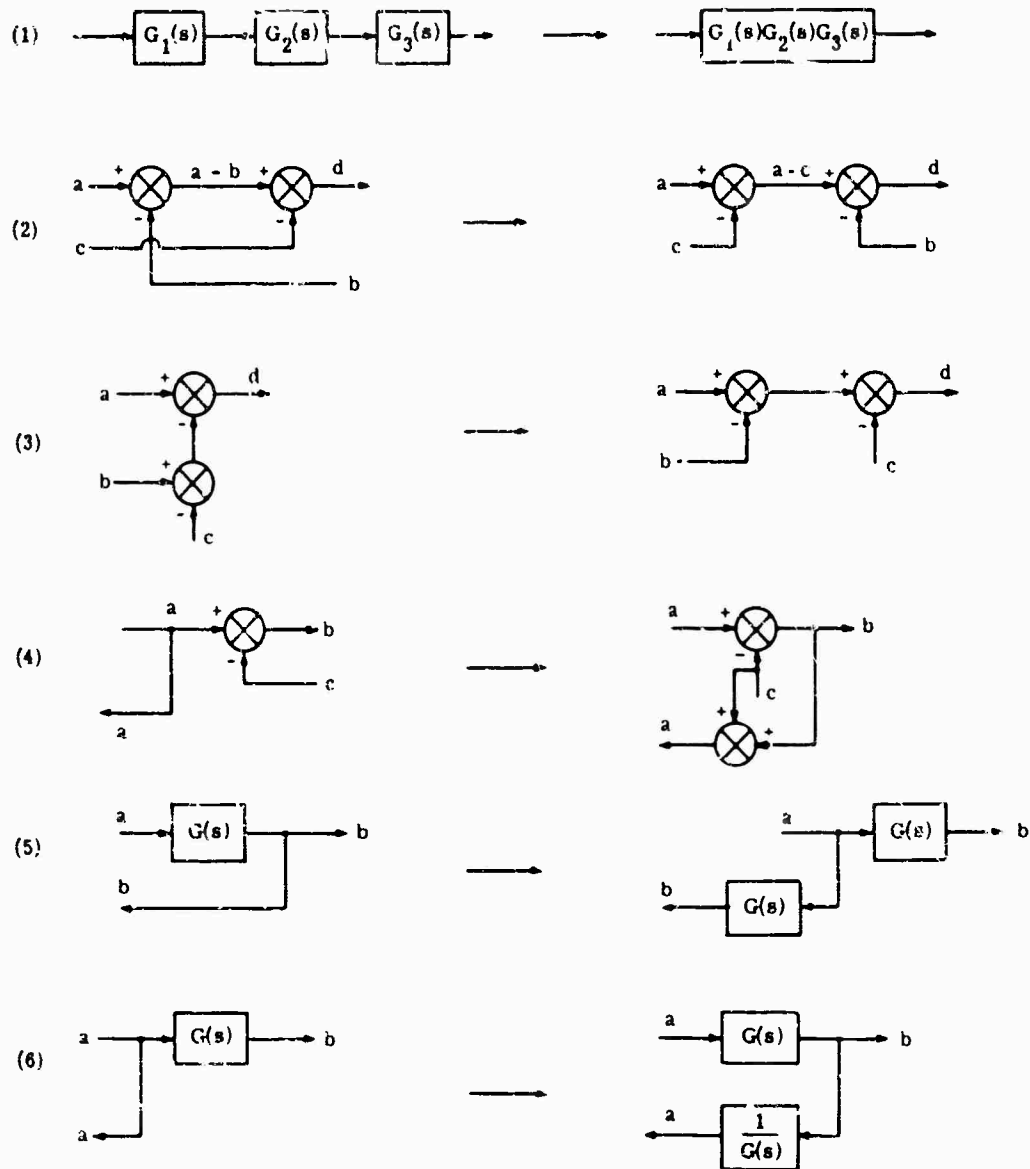 (1) G1(s) G2(s) G3(s) G1(s)G2(s)G3(s)
+ a - b + d
a
(2) - -
c
b
+ a - c + d
a
- -
c b
+ d
a
-
(3) +
b
-
c
+ + d
a
- -
b c
a +
b
(4) -
c
a
a +
b
-
c
+
a +
a G(s) b
(5)
b
a G(s) b
b G(s)
a G(s) b
(6)
a
a G(s) b
a 1
G(s)